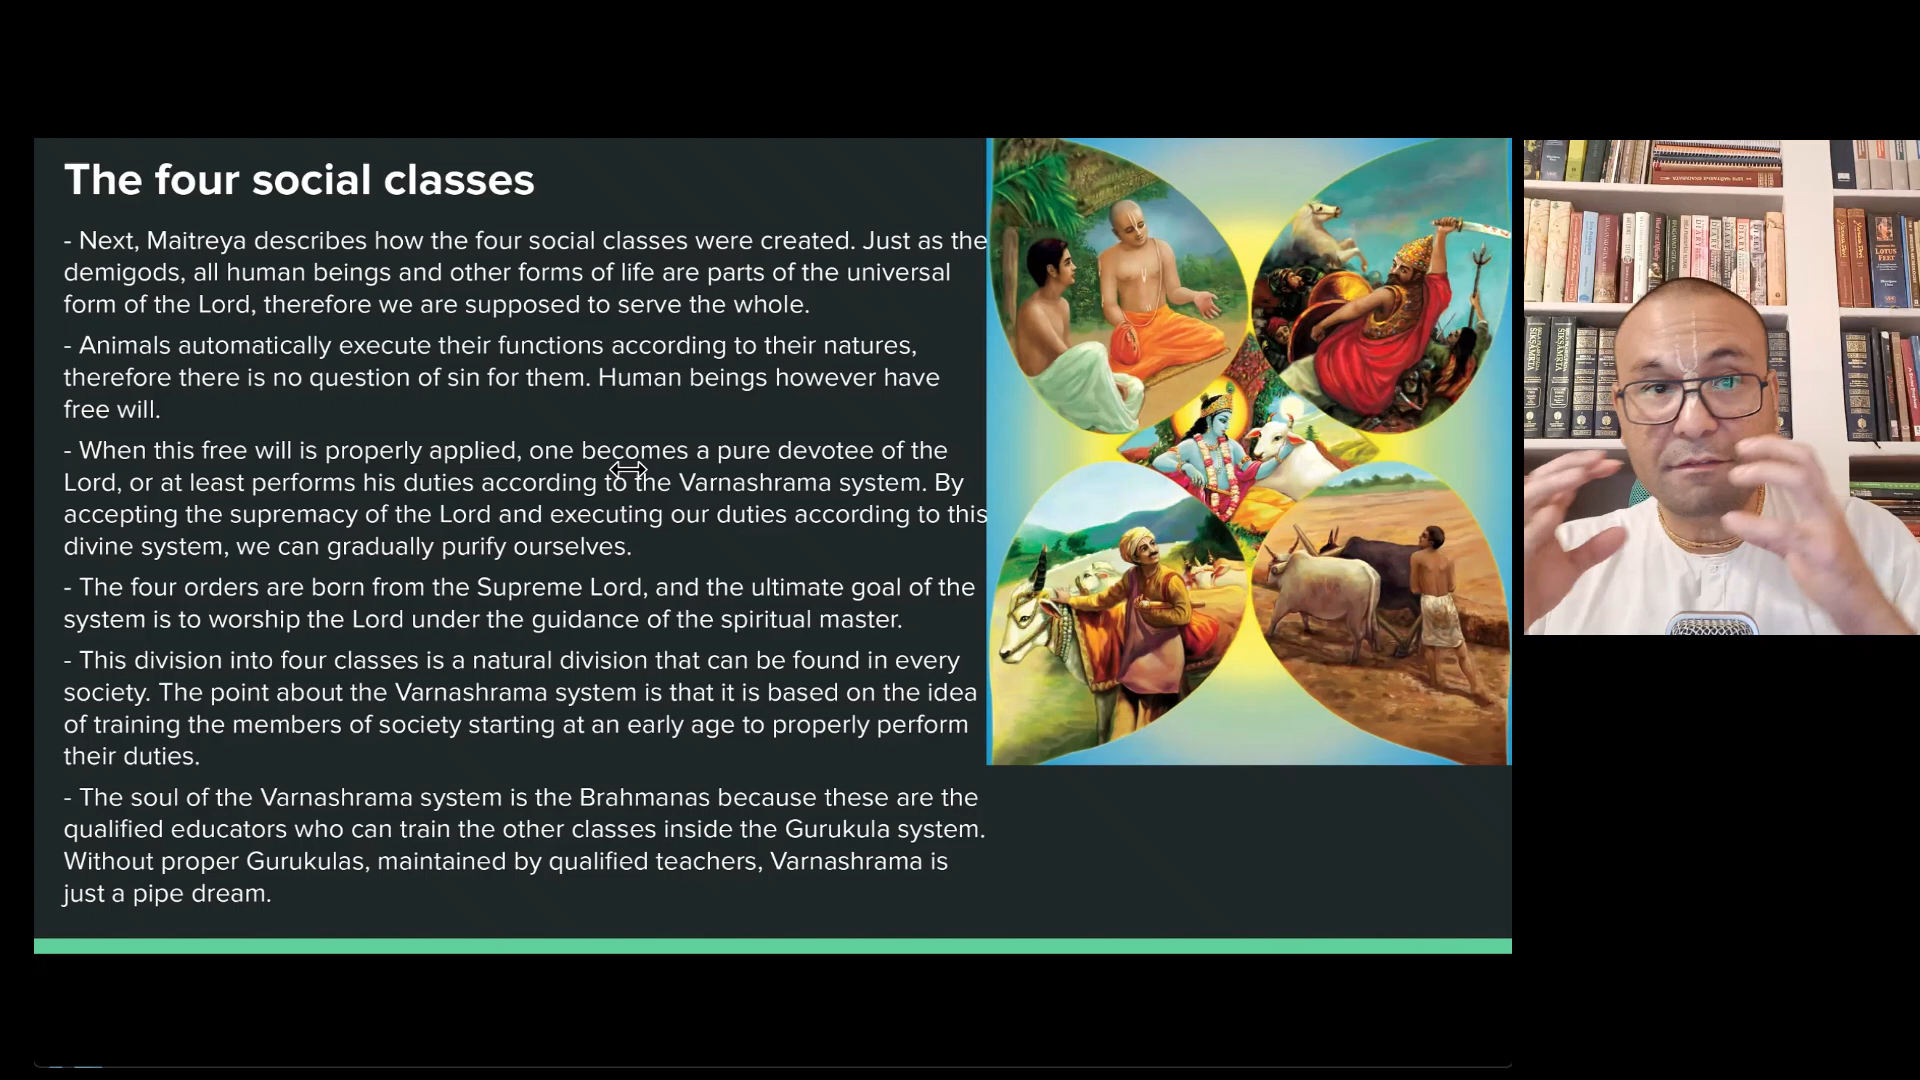 The four social classes
- Next, Maitreya describes how the four social classes were created. Just as the
demigods, all human beings and other forms of life are parts of the universal
form of the Lord, therefore we are supposed to serve the whole.
- Animals automatically execute their functions according to their natures,
therefore there is no question of sin for them. Human beings however have
free will.
- When this free will is properly applied, one becomes a pure devotee of the
Lord, or at least performs his duties according to the Varnashrama system. By
accepting the supremacy of the Lord and executing our duties according to this
divine system, we can gradually purify ourselves.
- The four orders are born from the Supreme Lord, and the ultimate goal of the
system is to worship the Lord under the guidance of the spiritual master.
- This division into four classes is a natural division that can be found in every
society. The point about the Varnashrama system is that it is based on the idea
of training the members of society starting at an early age to properly perform
their duties.
- The soul of the Varnashrama system is the Brahmanas because these are the
qualified educators who can train the other classes inside the Gurukula system.
Without proper Gurukulas, maintained by qualified teachers, Varnashrama is
just a pipe dream.
LOTUS
FEET